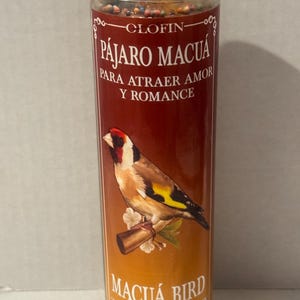 CLOFIN
PÁJARO MACUÁ
PARA ATRAER AMOR
Y ROMANCE
MACUÁ BIRD